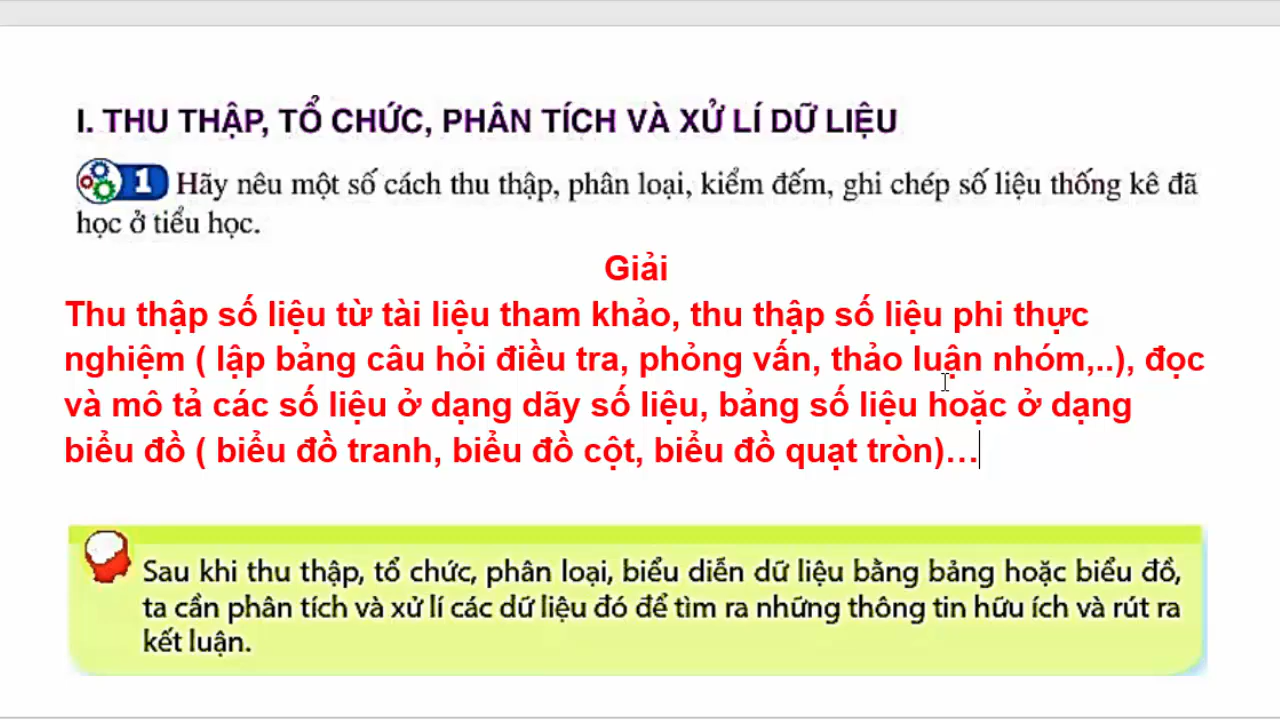 I. THU THẬP, TỔ CHỨC, PHÂN TÍCH VÀ XỬ LÍ DỮ LIỆU
1 Hãy nêu một số cách thu thập, phân loại, kiểm đếm, ghi chép số liệu thống kê đã
học ở tiểu học.
Giải
Thu thập số liệu từ tài liệu tham khảo, thu thập số liệu phi thực
nghiệm ( lập bảng câu hỏi điều tra, phỏng vấn, thảo luận nhóm,..), đọc
và mô tả các số liệu ở dạng dãy số liệu, bảng số liệu hoặc ở dạng
biểu đồ ( biểu đồ tranh, biểu đồ cột, biểu đồ quạt tròn)…
Sau khi thu thập, tổ chức, phân loại, biểu diễn dữ liệu bằng bảng hoặc biểu đồ,
ta cần phân tích và xử lí các dữ liệu đó để tìm ra những thông tin hữu ích và rút ra
kết luận.